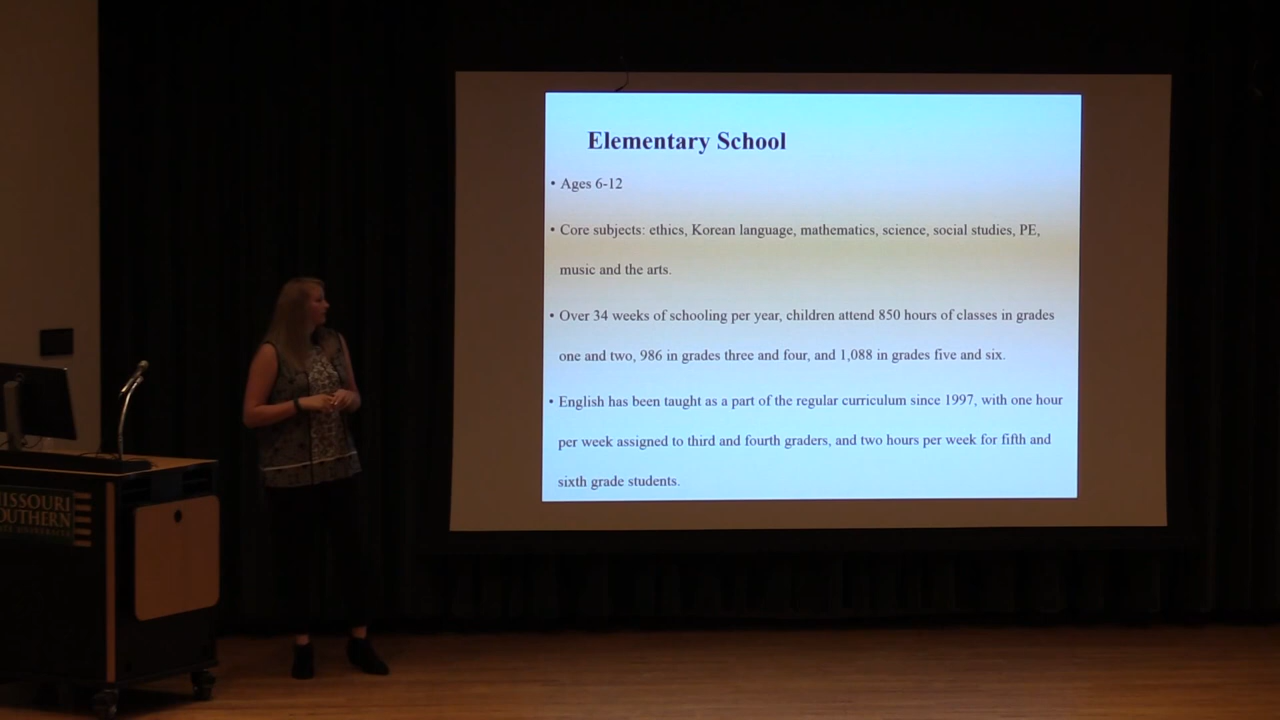 Elementary School
• Ages 6-12
• Core subjects: ethics, Korean language, mathematics, science, social studies, PE,
music and the arts.
• Over 34 weeks of schooling per year, children attend 850 hours of classes in grades
one and two, 986 in grades three and four, and 1,088 in grades five and six.
• English has been taught as a part of the regular curriculum since 1997, with one hour
per week assigned to third and fourth graders, and two hours per week for fifth and
sixth grade students.
MISSOURI
SOUTHERN